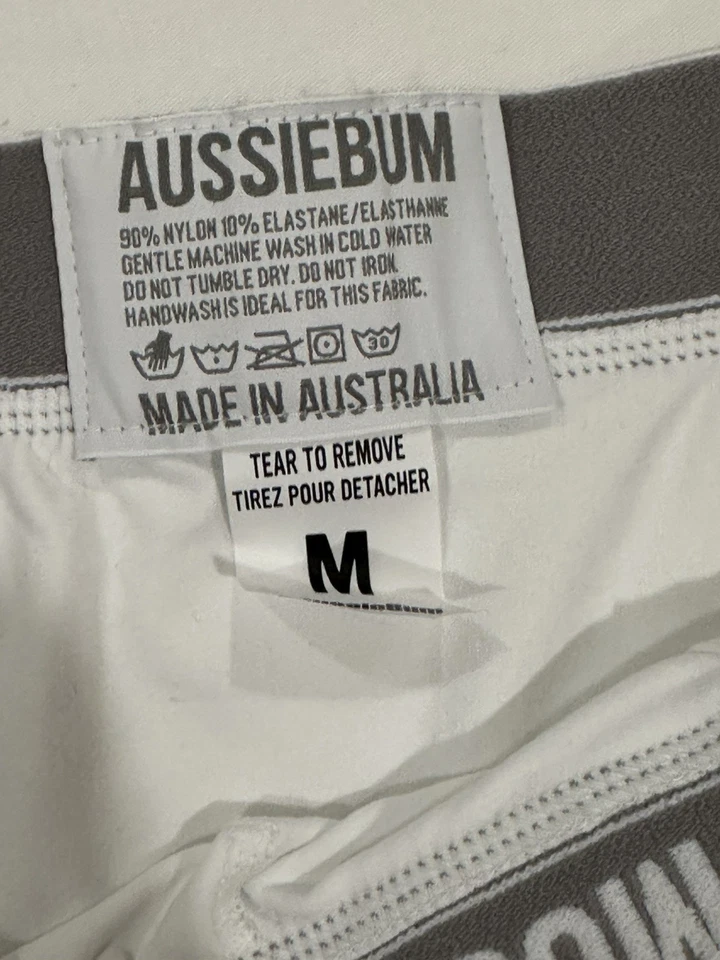 AUSSIEBUM
90% NYLON 10% ELASTANE/ELASTHANNE
GENTLE MACHINE WASH IN COLD WATER
DO NOT TUMBLE DRY. DO NOT IRON.
HANDWASH IS IDEAL FOR THIS FABRIC.
30
MADE IN AUSTRALIA
TEAR TO REMOVE
TIREZ POUR DETACHER
M